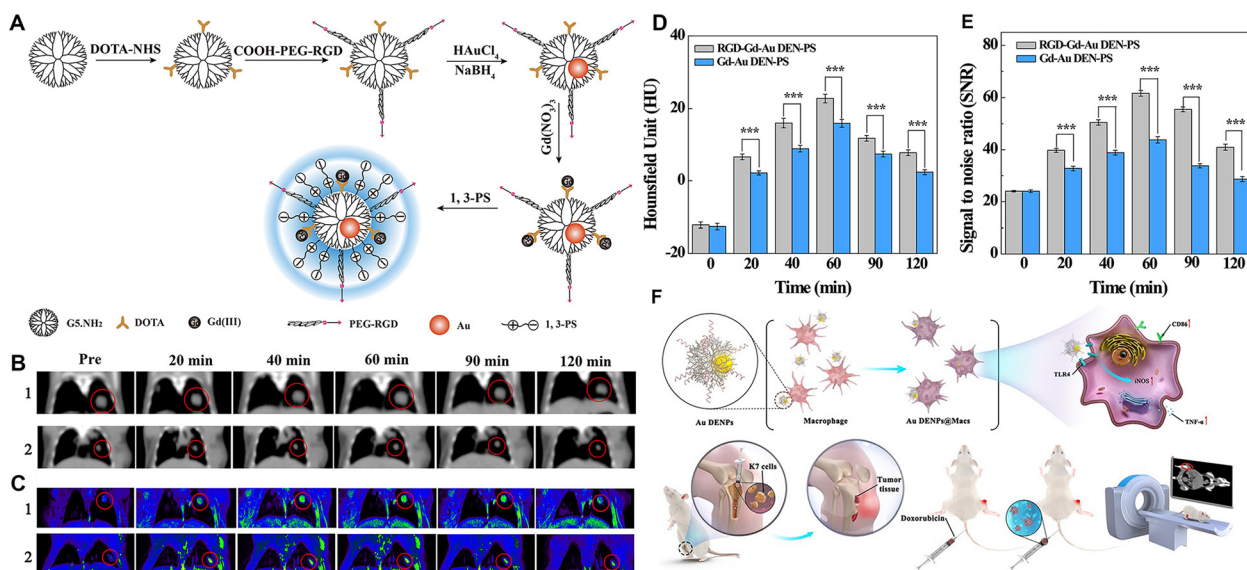 A
DOTA-NHS
COOH-PEG-RGD
HAuCl4
NaBH4
Gd(NO3)3
1, 3-PS
G5.NH2
DOTA
Gd(III)
PEG-RGD
Au
1, 3-PS
B
Pre 20 min 40 min 60 min 90 min 120 min
1
2
C
1
2
D
RGD-Gd-Au DEN-PS
Gd-Au DEN-PS
Hounsfield Unit (HU)
40
20
0
-20
*** *** *** *** ***
0 20 40 60 90 120
Time (min)
E
RGD-Gd-Au DEN-PS
Gd-Au DEN-PS
Signal to noise ratio (SNR)
80
60
40
20
*** *** *** *** ***
0 20 40 60 90 120
Time (min)
F
Au DENPs
Macrophage
Au DENPs@Macs
CD86↑
TLR4
iNOS↑
TNF-α↑
K7 cells
Tumor
tissue
Doxorubicin